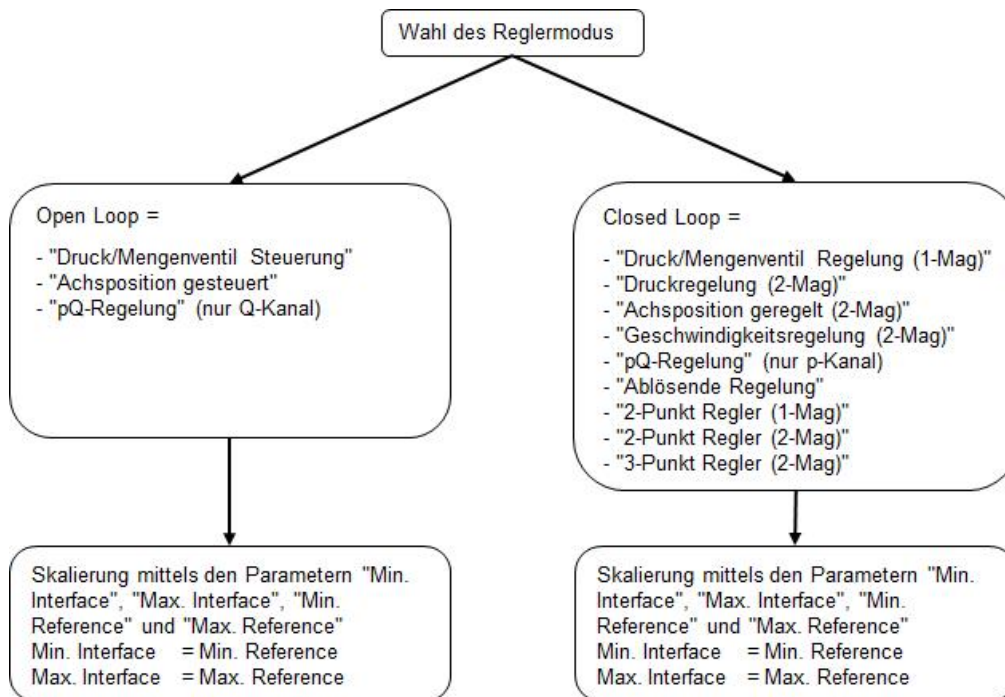 Wahl des Reglermodus
Open Loop =
- "Druck/Mengenventil Steuerung"
- "Achsposition gesteuert"
- "pQ-Regelung" (nur Q-Kanal)
Closed Loop =
- "Druck/Mengenventil Regelung (1-Mag)"
- "Druckregelung (2-Mag)"
- "Achsposition geregelt (2-Mag)"
- "Geschwindigkeitsregelung (2-Mag)"
- "pQ-Regelung" (nur p-Kanal)
- "Ablösende Regelung"
- "2-Punkt Regler (1-Mag)"
- "2-Punkt Regler (2-Mag)"
- "3-Punkt Regler (2-Mag)"
Skalierung mittels den Parametern "Min.
Interface", "Max. Interface", "Min.
Reference" und "Max. Reference"
Min. Interface = Min. Reference
Max. Interface = Max. Reference
Skalierung mittels den Parametern "Min.
Interface", "Max. Interface", "Min.
Reference" und "Max. Reference"
Min. Interface = Min. Reference
Max. Interface = Max. Reference